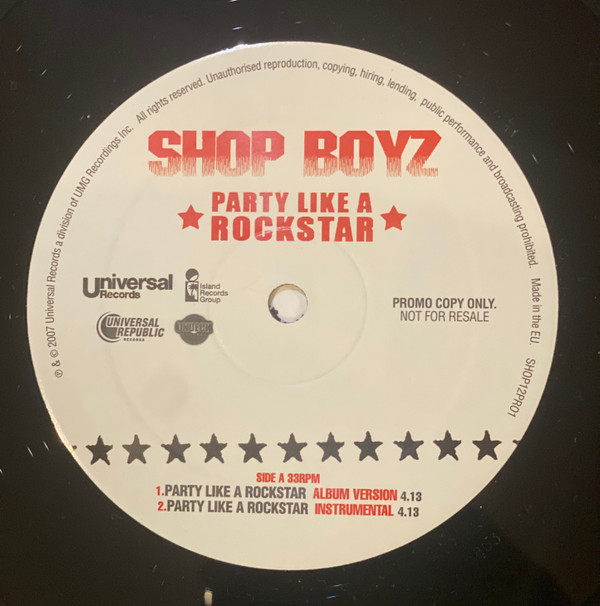 ℗ & © 2007 Universal Records a division of UMG Recordings Inc. All rights reserved. Unauthorised reproduction, copying, hiring, lending, public performance and broadcasting prohibited. Made in the EU. SHOP12PRO1
SHOP BOYZ
PARTY LIKE A
ROCKSTAR
Universal
Records
Island
Records
Group
UNIVERSAL
REPUBLIC
RECORDS
PROMO COPY ONLY.
NOT FOR RESALE
SIDE A 33RPM
1.PARTY LIKE A ROCKSTAR ALBUM VERSION 4.13
2.PARTY LIKE A ROCKSTAR INSTRUMENTAL 4.13